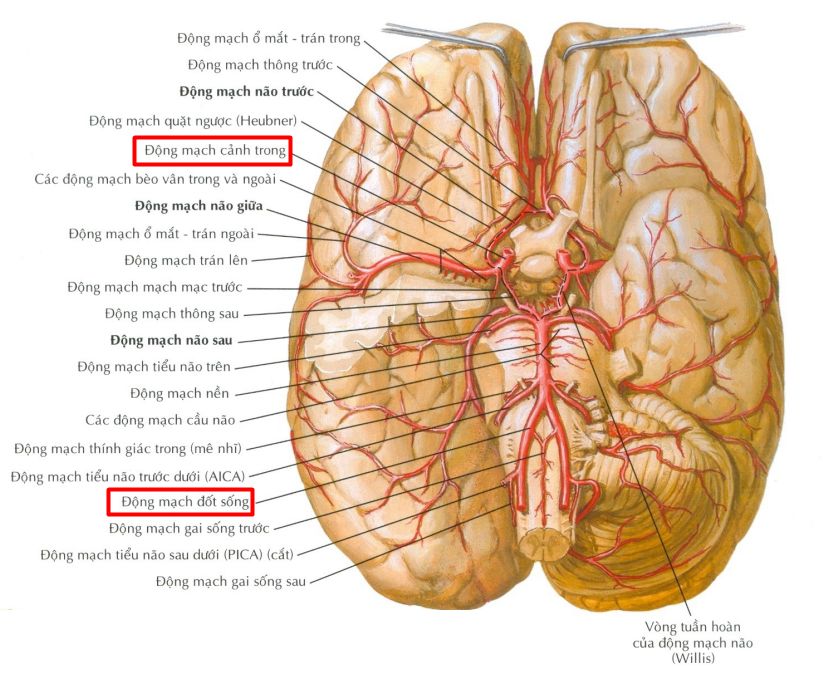 Động mạch ổ mắt - trán trong
Động mạch thông trước
Động mạch não trước
Động mạch quặt ngược (Heubner)
Động mạch cảnh trong
Các động mạch bèo vân trong và ngoài
Động mạch não giữa
Động mạch ổ mắt - trán ngoài
Động mạch trán lên
Động mạch mạch mạc trước
Động mạch thông sau
Động mạch não sau
Động mạch tiểu não trên
Động mạch nền
Các động mạch cầu não
Động mạch thính giác trong (mê nhĩ)
Động mạch tiểu não trước dưới (AICA)
Động mạch đốt sống
Động mạch gai sống trước
Động mạch tiểu não sau dưới (PICA) (cắt)
Động mạch gai sống sau
Vòng tuần hoàn
của động mạch não
(Willis)